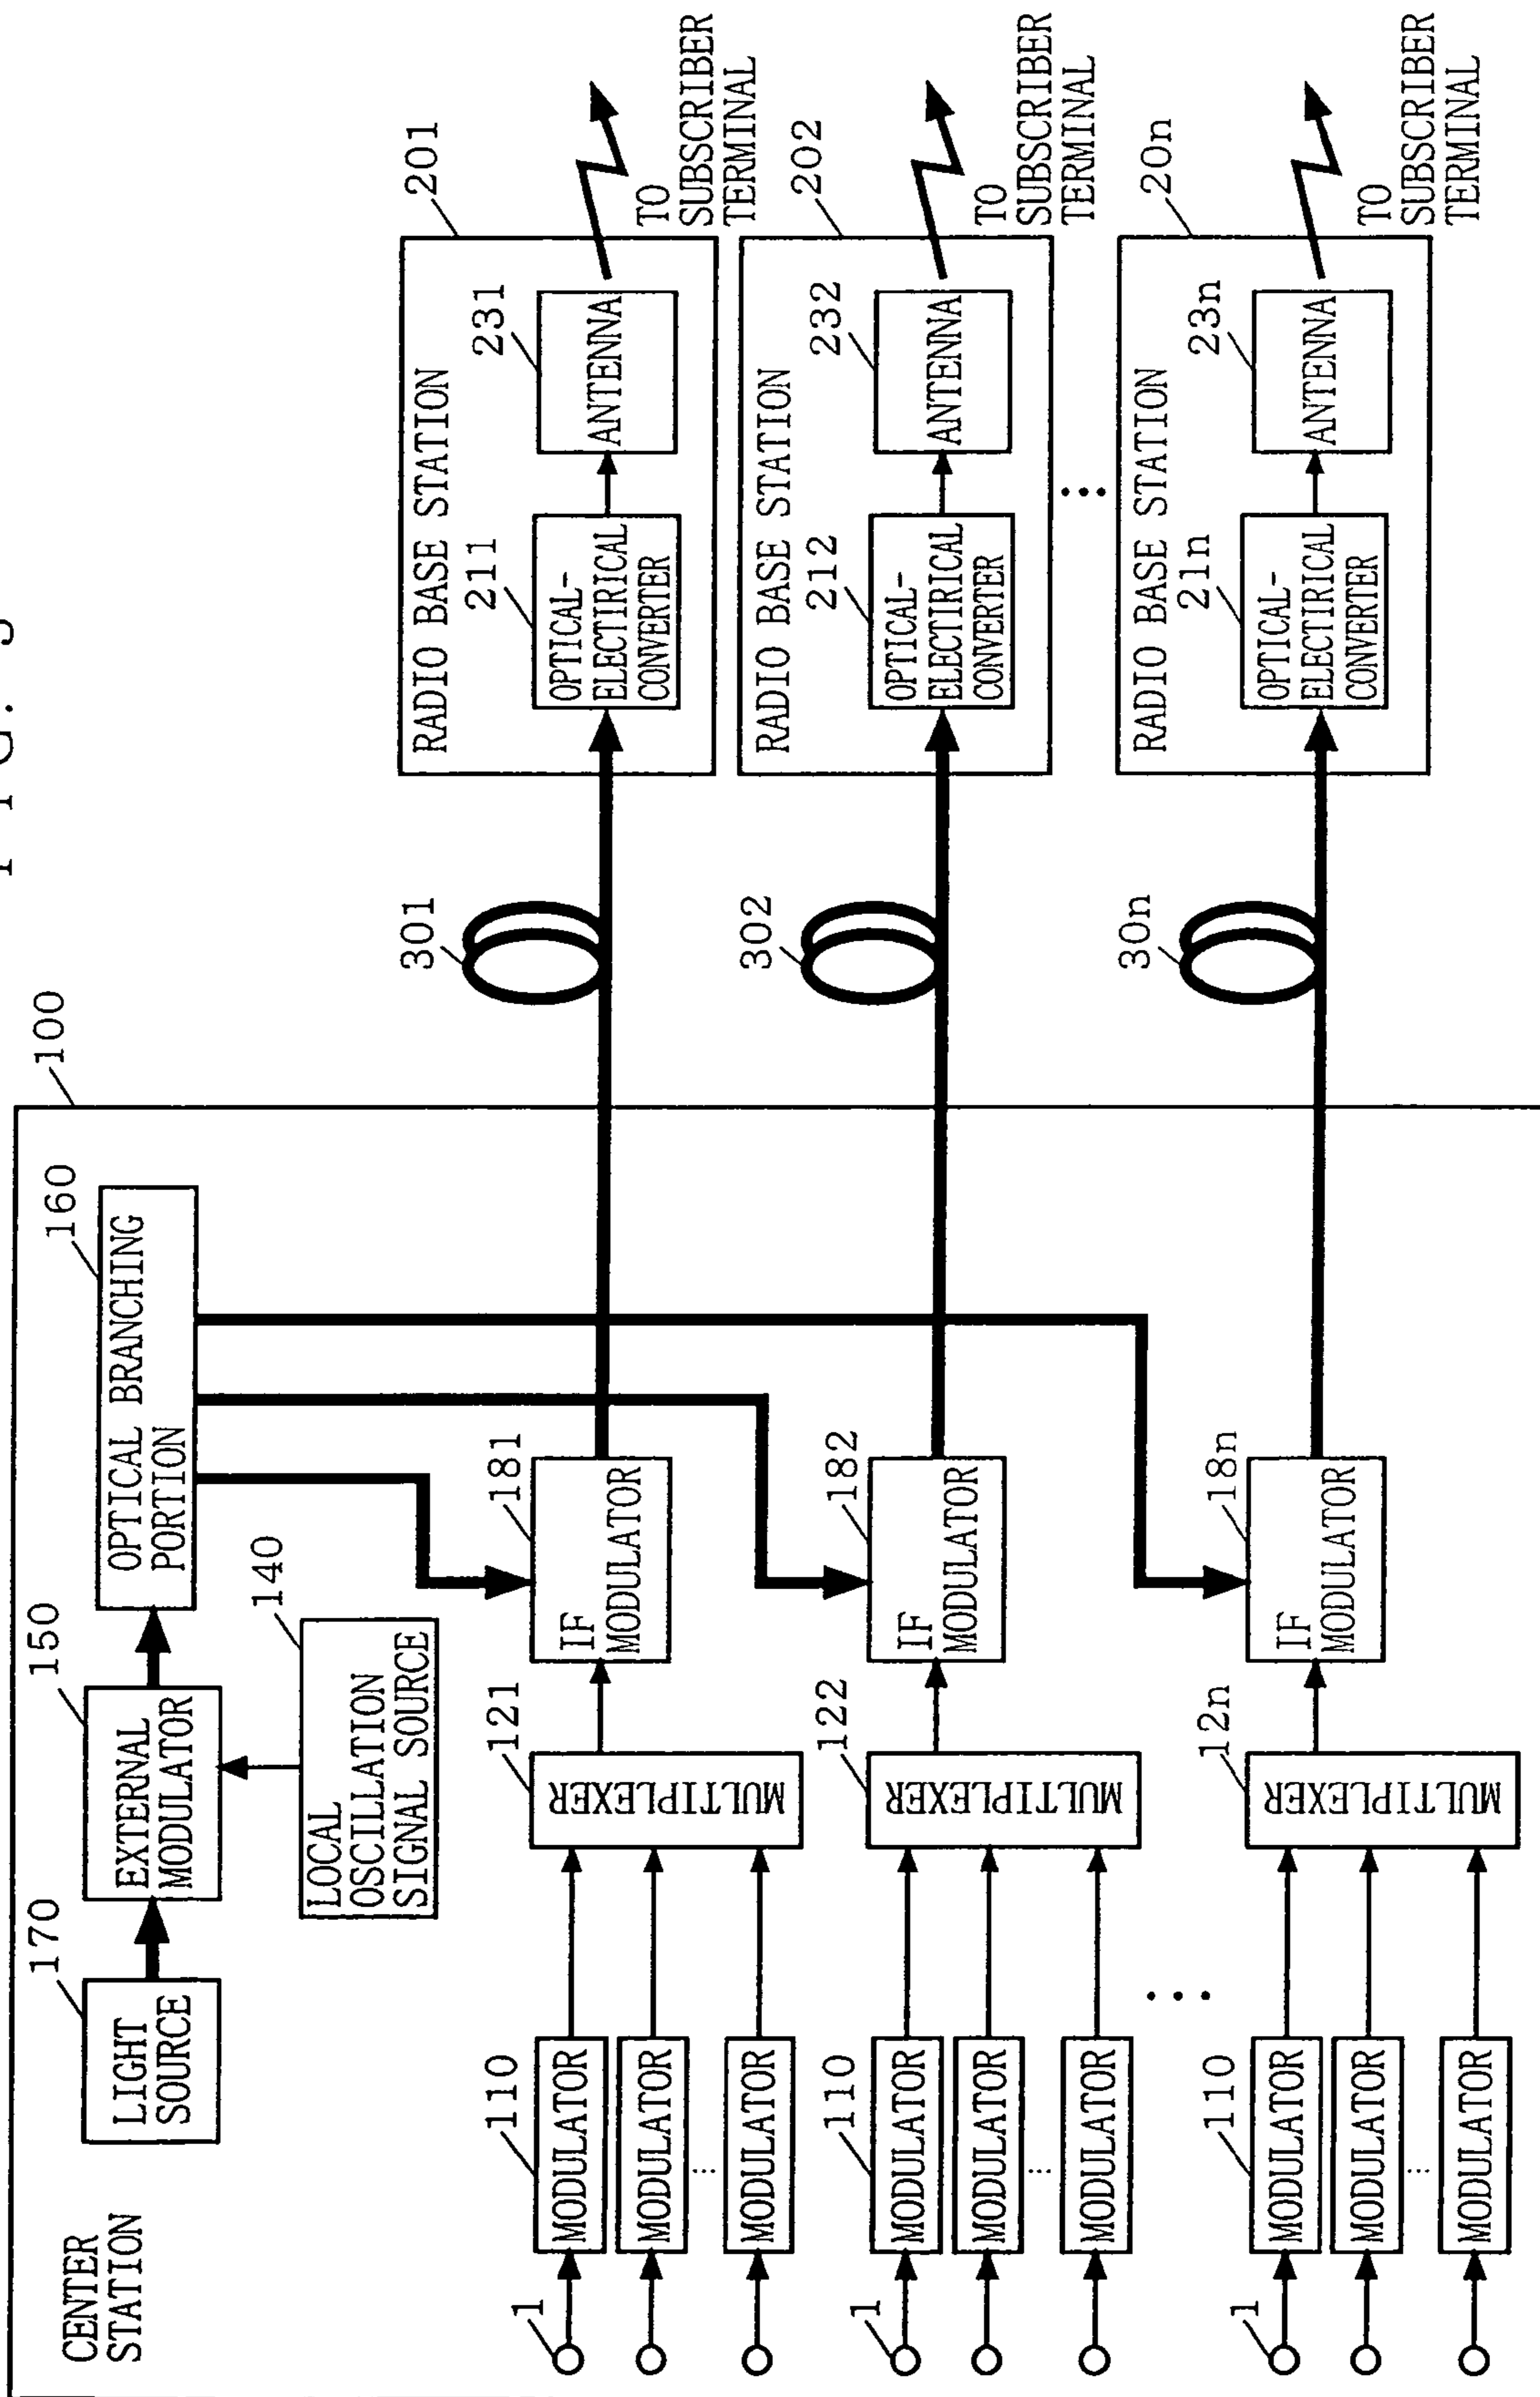 CENTER
STATION
100
170
LIGHT
SOURCE
150
EXTERNAL
MODULATOR
160
OPTICAL BRANCHING
PORTION
140
LOCAL
OSCILLATION
SIGNAL SOURCE
1
110
MODULATOR
MODULATOR
...
MODULATOR
121
MULTIPLEXER
181
IF
MODULATOR
301
201
RADIO BASE STATION
211
OPTICAL-
ELECTIRICAL
CONVERTER
231
ANTENNA
TO
SUBSCRIBER
TERMINAL
1
110
MODULATOR
MODULATOR
...
MODULATOR
122
MULTIPLEXER
182
IF
MODULATOR
302
202
RADIO BASE STATION
212
OPTICAL-
ELECTIRICAL
CONVERTER
232
ANTENNA
TO
SUBSCRIBER
TERMINAL
...
...
1
110
MODULATOR
MODULATOR
...
MODULATOR
12n
MULTIPLEXER
18n
IF
MODULATOR
30n
20n
RADIO BASE STATION
21n
OPTICAL-
ELECTIRICAL
CONVERTER
23n
ANTENNA
TO
SUBSCRIBER
TERMINAL